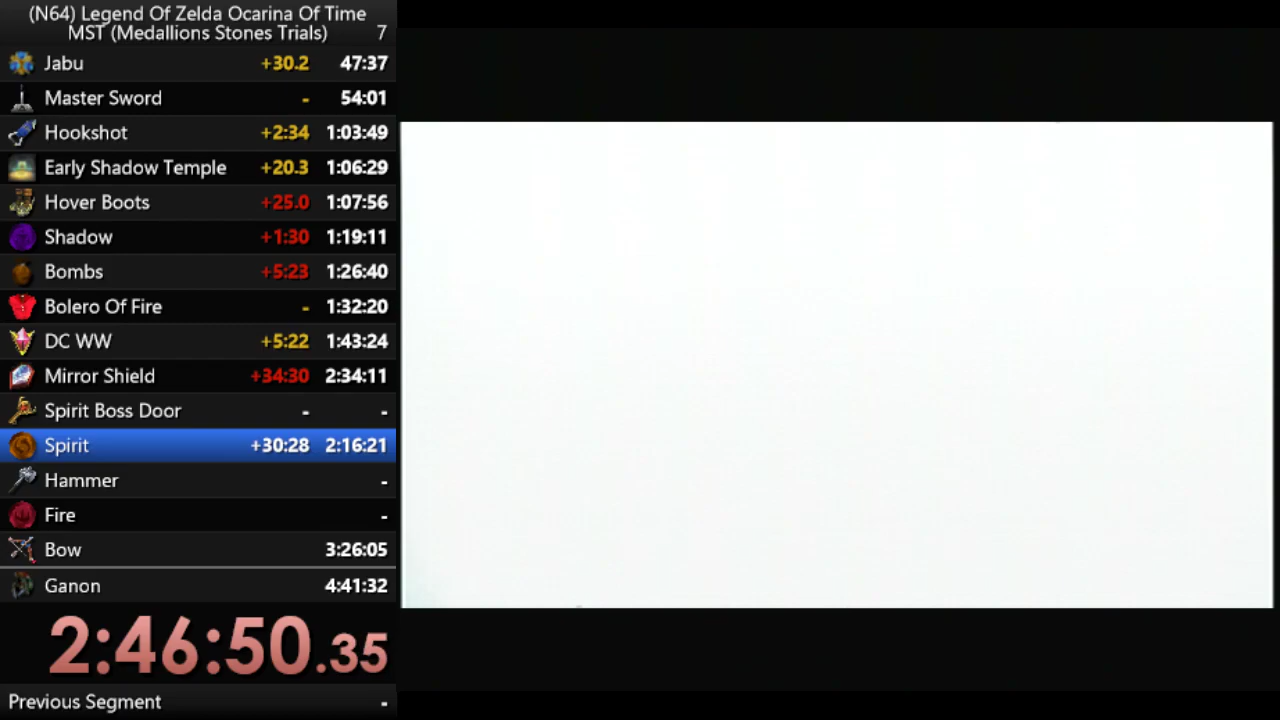 (N64) Legend Of Zelda Ocarina Of Time
MST (Medallions Stones Trials) 7
Jabu +30.2 47:37
Master Sword - 54:01
Hookshot +2:34 1:03:49
Early Shadow Temple +20.3 1:06:29
Hover Boots +25.0 1:07:56
Shadow +1:30 1:19:11
Bombs +5:23 1:26:40
Bolero Of Fire - 1:32:20
DC WW +5:22 1:43:24
Mirror Shield +34:30 2:34:11
Spirit Boss Door - -
Spirit +30:28 2:16:21
Hammer -
Fire -
Bow 3:26:05
Ganon 4:41:32
2:46:50.35
Previous Segment -